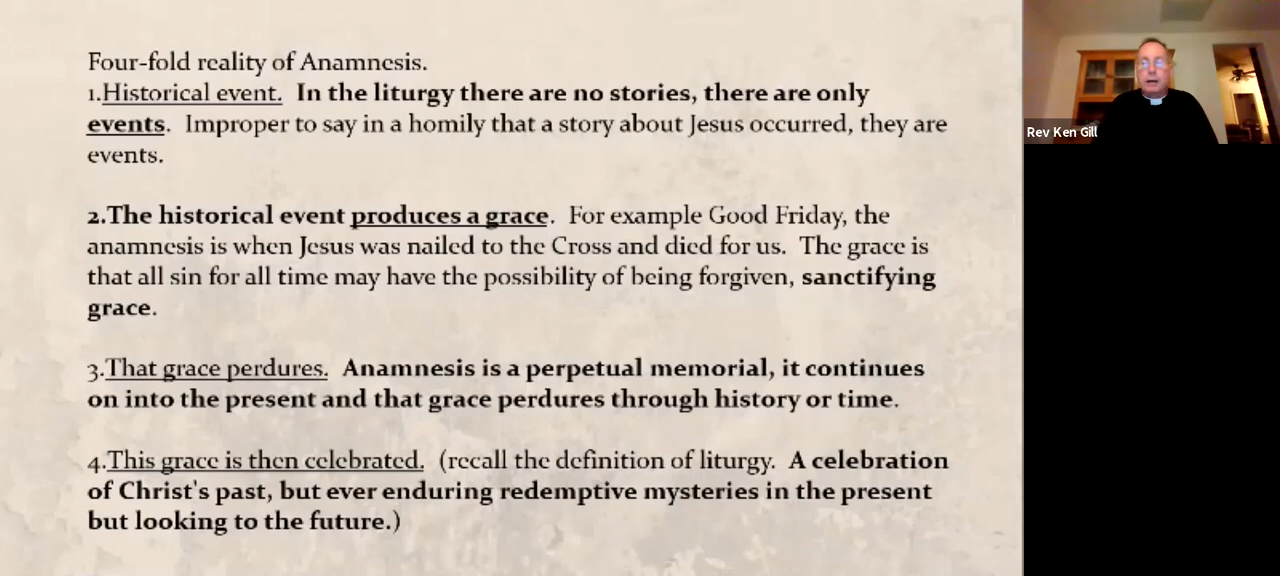 Four-fold reality of Anamnesis.
1.Historical event.  In the liturgy there are no stories, there are only
events.  Improper to say in a homily that a story about Jesus occurred, they are
events.
2.The historical event produces a grace.  For example Good Friday, the
anamnesis is when Jesus was nailed to the Cross and died for us.  The grace is
that all sin for all time may have the possibility of being forgiven, sanctifying
grace.
3.That grace perdures.  Anamnesis is a perpetual memorial, it continues
on into the present and that grace perdures through history or time.
4.This grace is then celebrated.  (recall the definition of liturgy.  A celebration
of Christ's past, but ever enduring redemptive mysteries in the present
but looking to the future.)
Rev Ken Gill